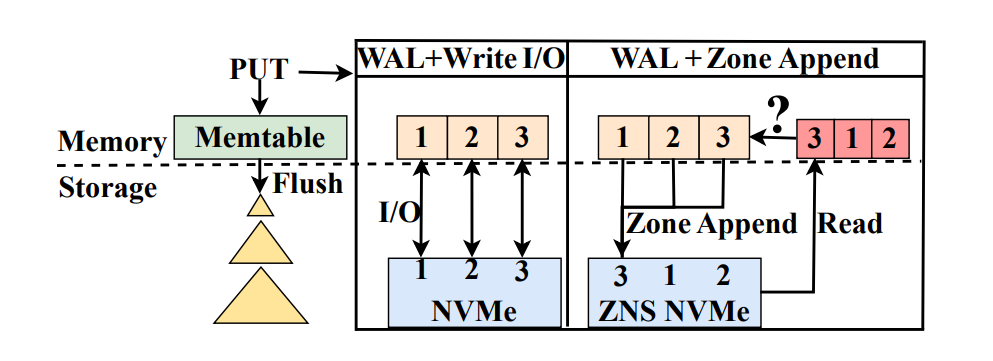 WAL+Write I/O
WAL + Zone Append
PUT
?
Memory
Memtable
1 2 3
1 2 3
3 1 2
Storage
Flush
I/O
Zone Append
Read
1 2 3
NVMe
3 1 2
ZNS NVMe